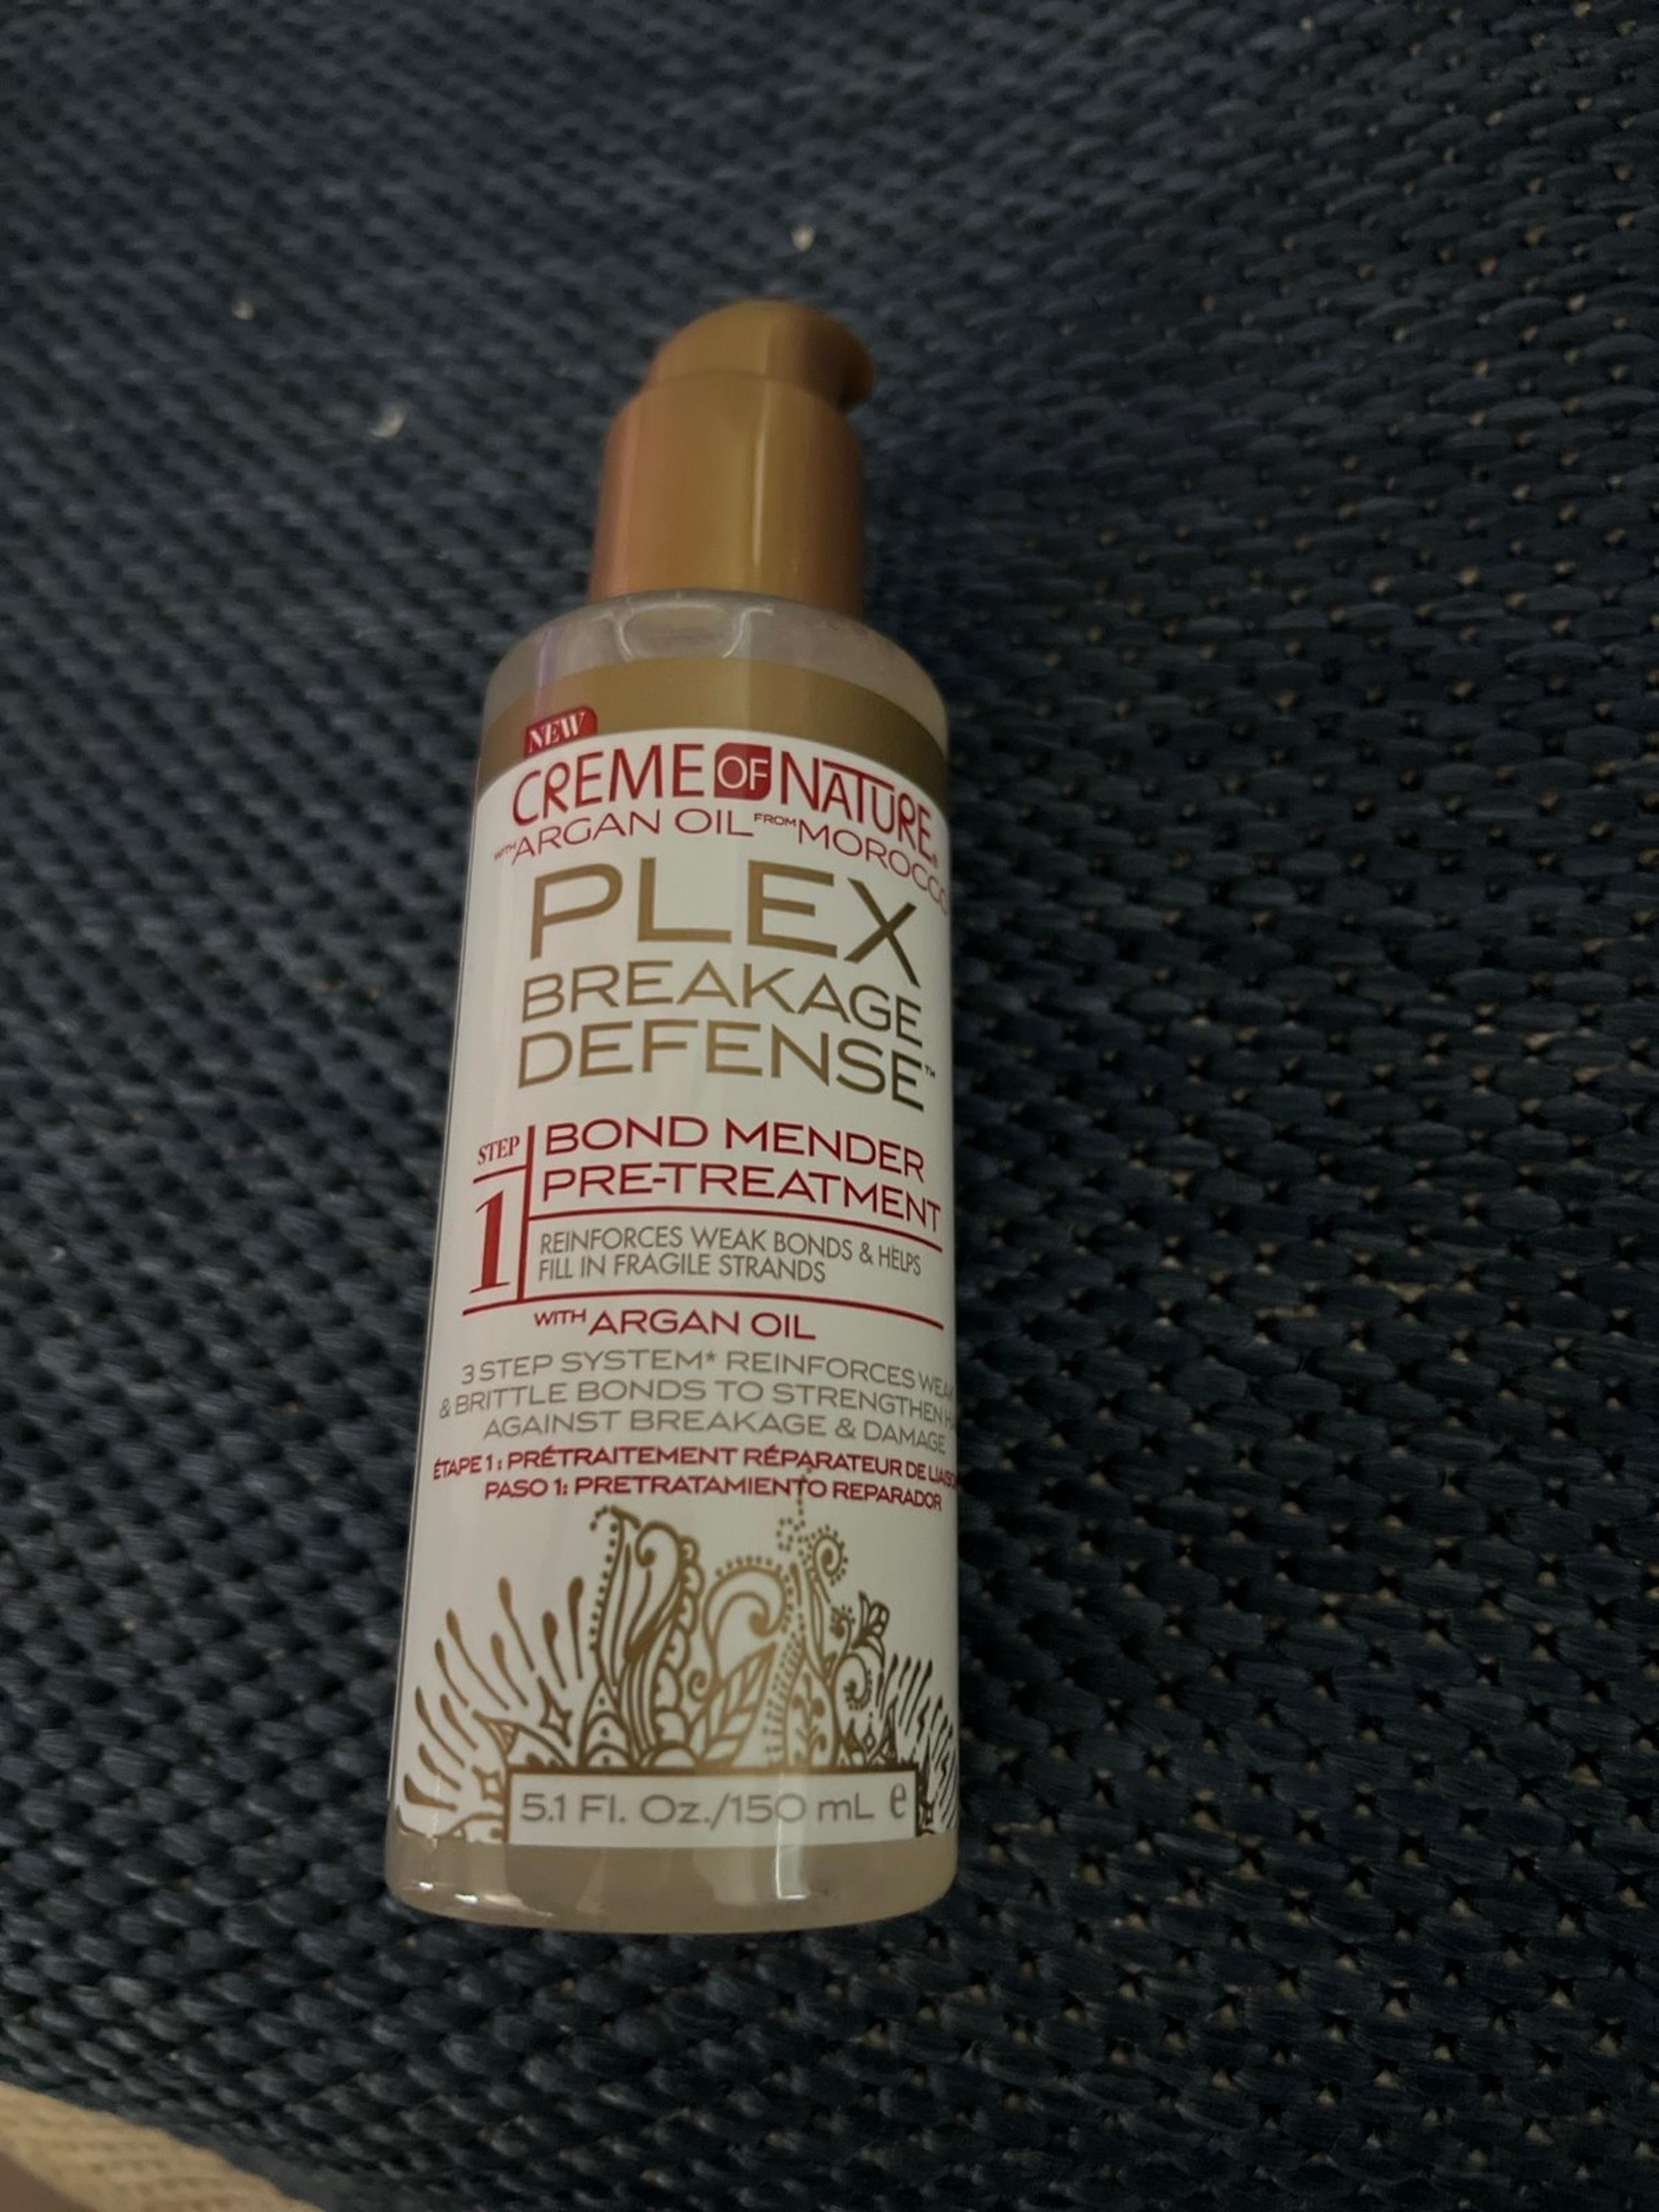 NEW
CREME OF NATURE®
WITH ARGAN OIL FROM MOROCCO
PLEX
BREAKAGE
DEFENSE™
STEP
1
BOND MENDER
PRE-TREATMENT
REINFORCES WEAK BONDS & HELPS
FILL IN FRAGILE STRANDS
WITH ARGAN OIL
3 STEP SYSTEM* REINFORCES
& BRITTLE BONDS TO STRENGTHEN
AGAINST BREAKAGE & DAMAGE
ÉTAPE 1 : PRÉTRAITEMENT RÉPARATEUR DE
PASO 1: PRETRATAMIENTO REPARADOR
5.1 Fl. Oz./150 mL e